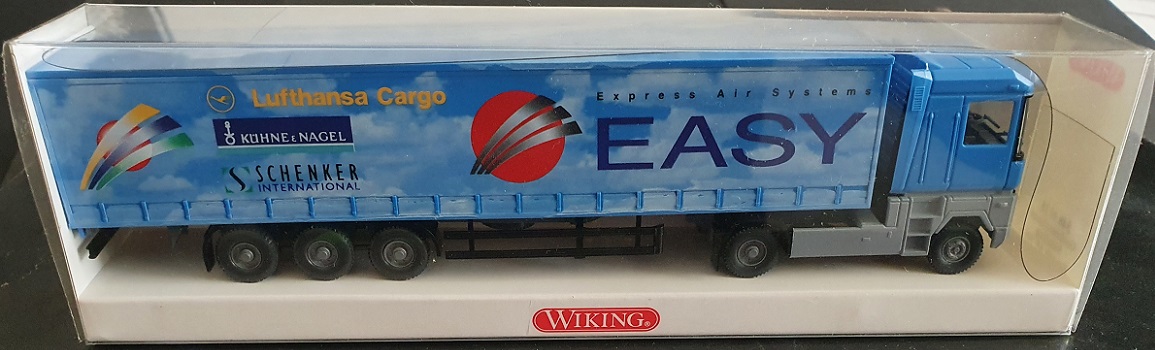 Lufthansa Cargo
KÜHNE & NAGEL
SCHENKER
INTERNATIONAL
Express Air Systems
EASY
WIKING®